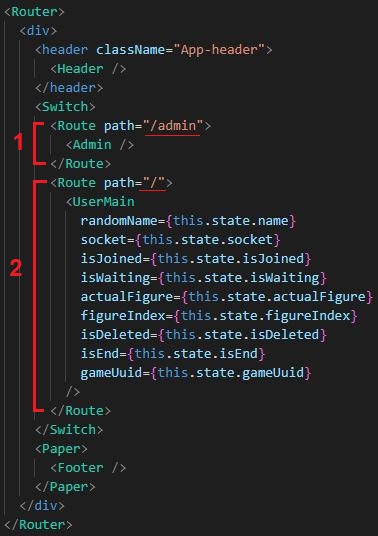 <Router>
<div>
<header className="App-header">
<Header />
</header>
<Switch>
1 <Route path="/admin">
<Admin />
</Route>
2 <Route path="/">
<UserMain
randomName={this.state.name}
socket={this.state.socket}
isJoined={this.state.isJoined}
isWaiting={this.state.isWaiting}
actualFigure={this.state.actualFigure}
figureIndex={this.state.figureIndex}
isDeleted={this.state.isDeleted}
isEnd={this.state.isEnd}
gameUuid={this.state.gameUuid}
/>
</Route>
</Switch>
<Paper>
<Footer />
</Paper>
</div>
</Router>